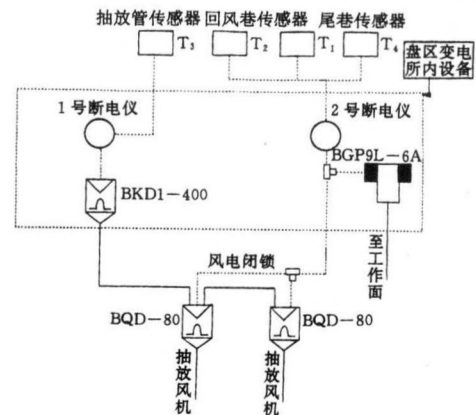 抽放管传感器 回风巷传感器 尾巷传感器
T3
T2
T1
T4
盘区变电
所内设备
1号断电仪
2号断电仪
BGP9L-6A
BKD1-400
至工作面
风电闭锁
BQD-80
BQD-80
抽放风机
抽放风机